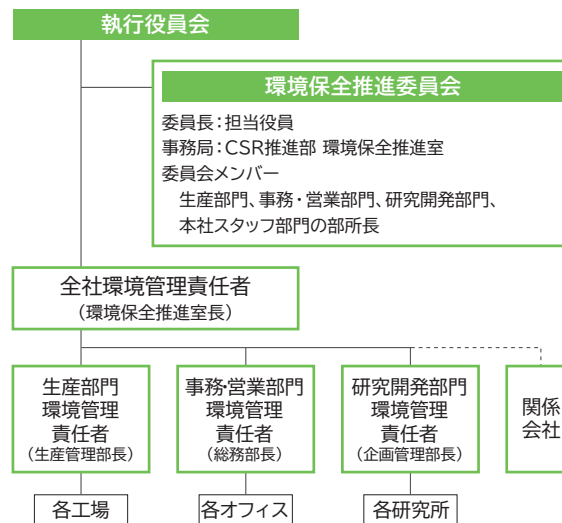 執行役員会
環境保全推進委員会
委員長：担当役員
事務局：CSR推進部 環境保全推進室
委員会メンバー
生産部門、事務・営業部門、研究開発部門、
本社スタッフ部門の部所長
全社環境管理責任者
（環境保全推進室長）
生産部門
環境管理
責任者
（生産管理部長）
事務・営業部門
環境管理
責任者
（総務部長）
研究開発部門
環境管理
責任者
（企画管理部長）
関係
会社
各工場
各オフィス
各研究所